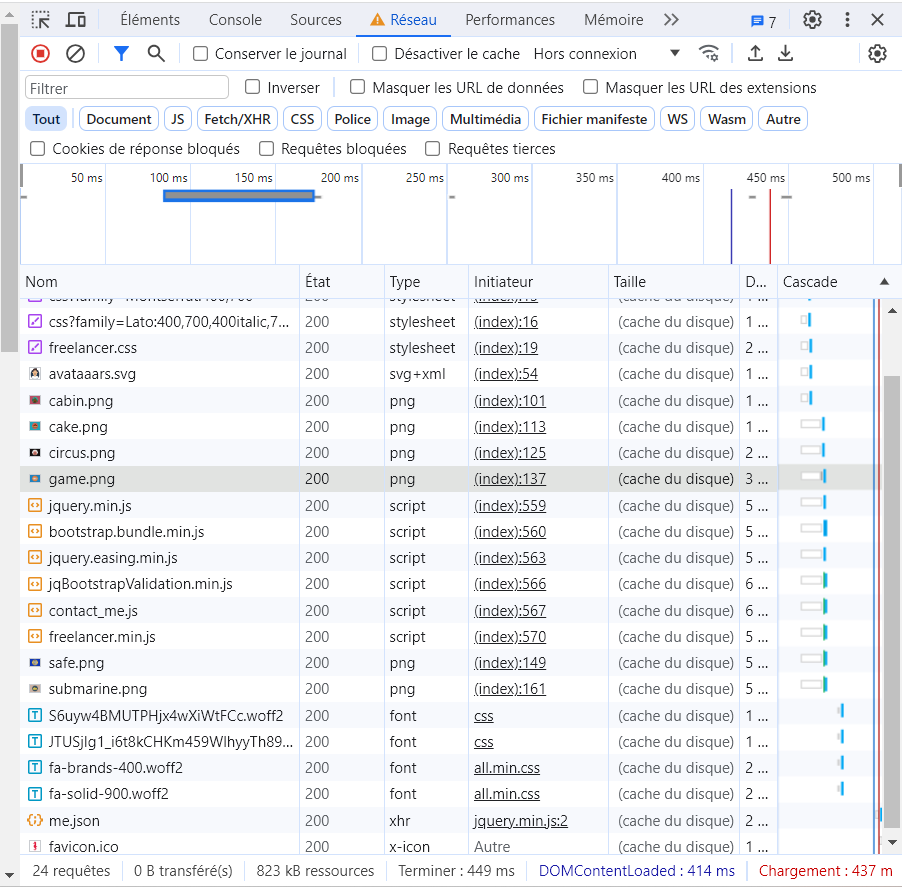 Éléments Console Sources Réseau Performances Mémoire 7
Conserver le journal Désactiver le cache Hors connexion
Filtrer Inverser Masquer les URL de données Masquer les URL des extensions
Tout Document JS Fetch/XHR CSS Police Image Multimédia Fichier manifeste WS Wasm Autre
Cookies de réponse bloqués Requêtes bloquées Requêtes tierces
50 ms 100 ms 150 ms 200 ms 250 ms 300 ms 350 ms 400 ms 450 ms 500 ms
Nom État Type Initiateur Taille D... Cascade
css?family=Lato:400,700,400italic,7... 200 stylesheet (index):16 (cache du disque) 1 ...
freelancer.css 200 stylesheet (index):19 (cache du disque) 2 ...
avataaars.svg 200 svg+xml (index):54 (cache du disque) 1 ...
cabin.png 200 png (index):101 (cache du disque) 1 ...
cake.png 200 png (index):113 (cache du disque) 1 ...
circus.png 200 png (index):125 (cache du disque) 2 ...
game.png 200 png (index):137 (cache du disque) 3 ...
jquery.min.js 200 script (index):559 (cache du disque) 5 ...
bootstrap.bundle.min.js 200 script (index):560 (cache du disque) 5 ...
jquery.easing.min.js 200 script (index):563 (cache du disque) 5 ...
jqBootstrapValidation.min.js 200 script (index):566 (cache du disque) 6 ...
contact_me.js 200 script (index):567 (cache du disque) 6 ...
freelancer.min.js 200 script (index):570 (cache du disque) 5 ...
safe.png 200 png (index):149 (cache du disque) 5 ...
submarine.png 200 png (index):161 (cache du disque) 5 ...
S6uyw4BMUTPHjx4wXiWtFCc.woff2 200 font css (cache du disque) 1 ...
JTUSjIg1_i6t8kCHKm459WlhyyTh89... 200 font css (cache du disque) 1 ...
fa-brands-400.woff2 200 font all.min.css (cache du disque) 2 ...
fa-solid-900.woff2 200 font all.min.css (cache du disque) 2 ...
me.json 200 xhr jquery.min.js:2 (cache du disque) 2 ...
favicon.ico 200 x-icon Autre (cache du disque) 1 ...
24 requêtes 0 B transféré(s) 823 kB ressources Terminer : 449 ms DOMContentLoaded : 414 ms Chargement : 437 m